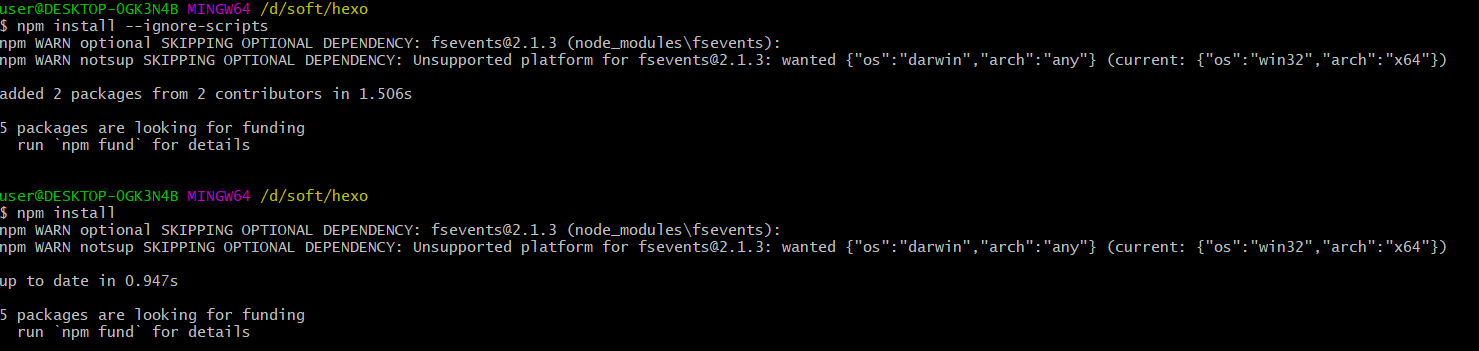 user@DESKTOP-OGK3N4B MINGW64 /d/soft/hexo
$ npm install --ignore-scripts
npm WARN optional SKIPPING OPTIONAL DEPENDENCY: fsevents@2.1.3 (node_modules\fsevents):
npm WARN notsup SKIPPING OPTIONAL DEPENDENCY: Unsupported platform for fsevents@2.1.3: wanted {"os":"darwin","arch":"any"} (current: {"os":"win32","arch":"x64"})
added 2 packages from 2 contributors in 1.506s
5 packages are looking for funding
run `npm fund` for details
user@DESKTOP-OGK3N4B MINGW64 /d/soft/hexo
$ npm install
npm WARN optional SKIPPING OPTIONAL DEPENDENCY: fsevents@2.1.3 (node_modules\fsevents):
npm WARN notsup SKIPPING OPTIONAL DEPENDENCY: Unsupported platform for fsevents@2.1.3: wanted {"os":"darwin","arch":"any"} (current: {"os":"win32","arch":"x64"})
up to date in 0.947s
5 packages are looking for funding
run `npm fund` for details